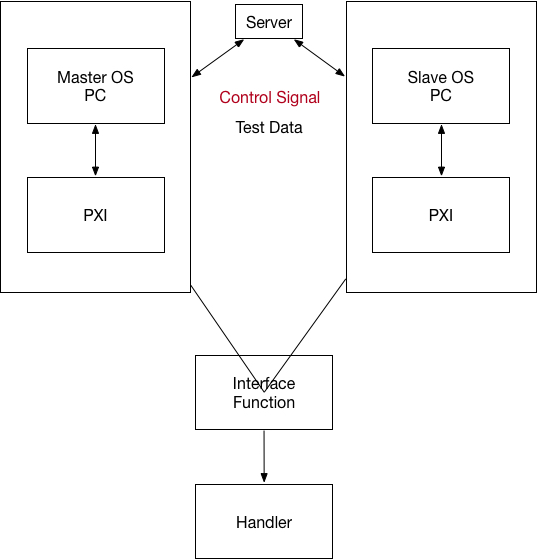 Server
Master OS
PC
Slave OS
PC
Control Signal
Test Data
PXI
PXI
Interface
Function
Handler